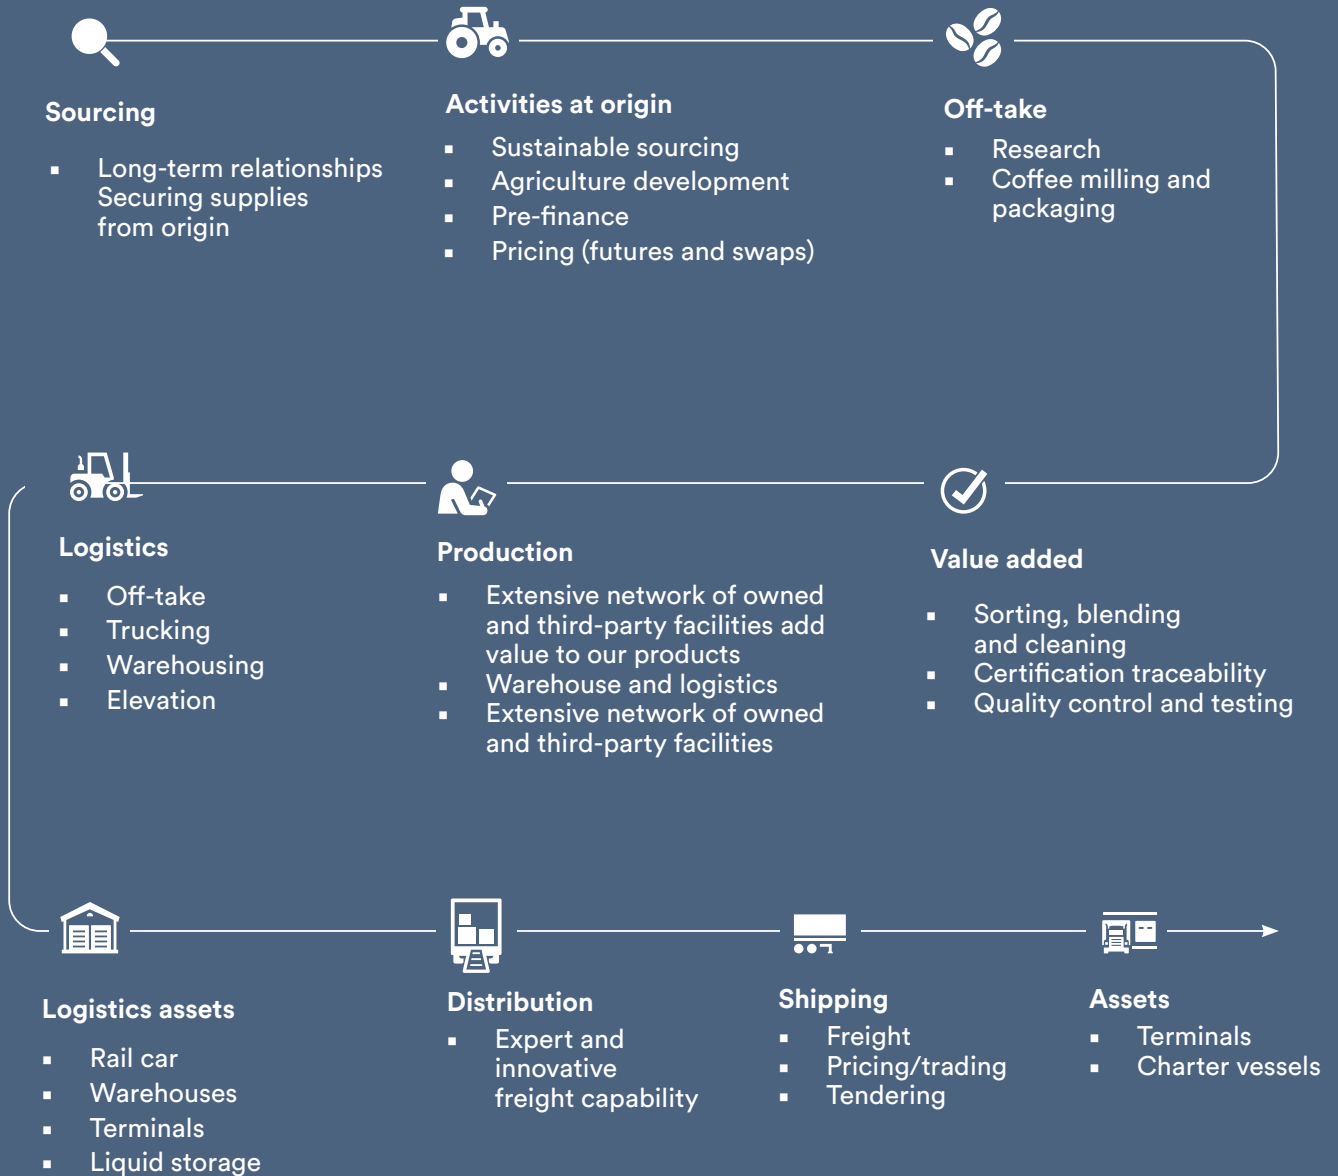 Sourcing
▪ Long-term relationships
Securing supplies
from origin
Activities at origin
▪ Sustainable sourcing
▪ Agriculture development
▪ Pre-finance
▪ Pricing (futures and swaps)
Off-take
▪ Research
▪ Coffee milling and
packaging
Logistics
▪ Off-take
▪ Trucking
▪ Warehousing
▪ Elevation
Production
▪ Extensive network of owned
and third-party facilities add
value to our products
▪ Warehouse and logistics
▪ Extensive network of owned
and third-party facilities
Value added
▪ Sorting, blending
and cleaning
▪ Certification traceability
▪ Quality control and testing
Logistics assets
▪ Rail car
▪ Warehouses
▪ Terminals
▪ Liquid storage
Distribution
▪ Expert and
innovative
freight capability
Shipping
▪ Freight
▪ Pricing/trading
▪ Tendering
Assets
▪ Terminals
▪ Charter vessels